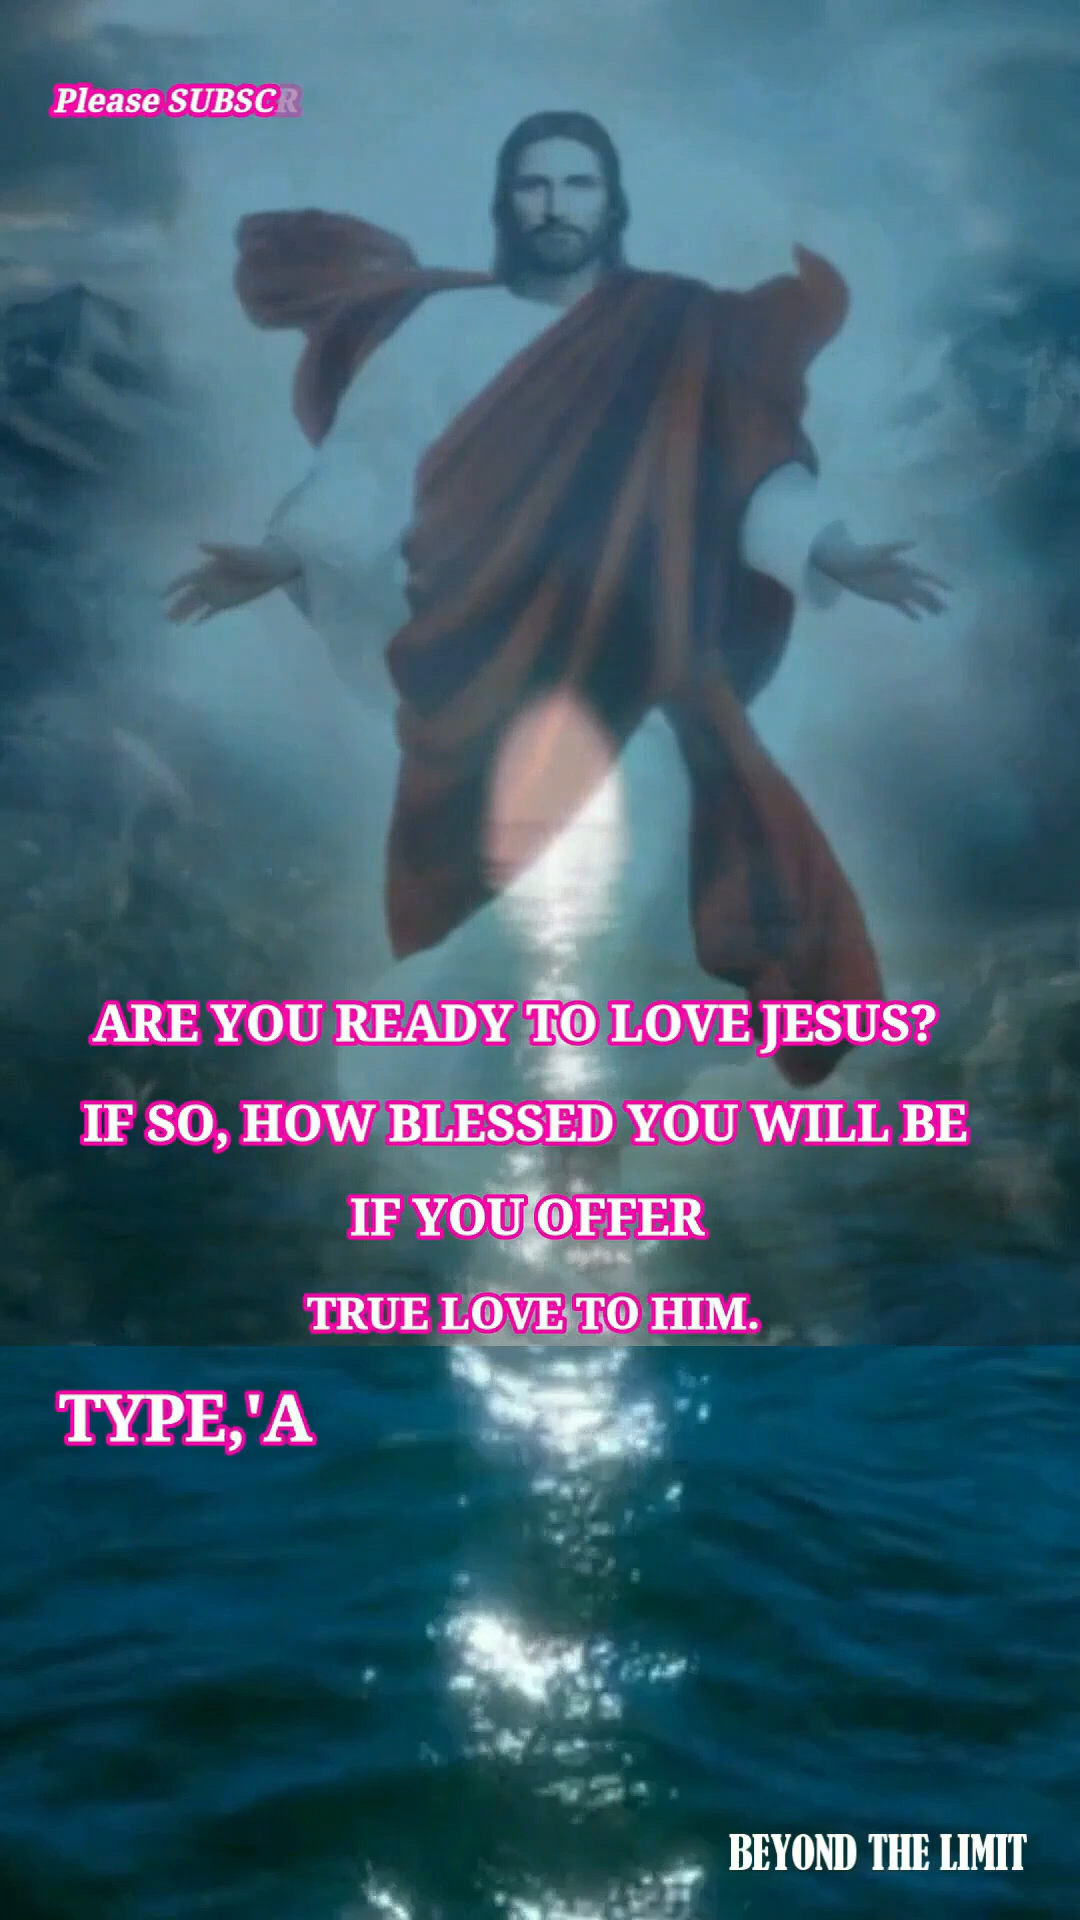 Please SUBSCR
ARE YOU READY TO LOVE JESUS?
IF SO, HOW BLESSED YOU WILL BE
IF YOU OFFER
TRUE LOVE TO HIM.
TYPE,'A
BEYOND THE LIMIT